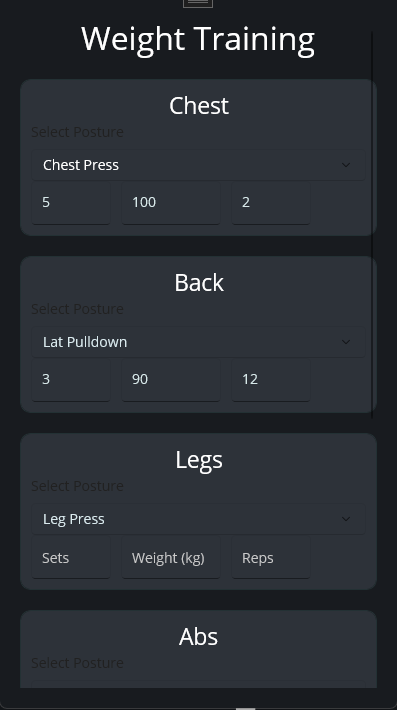 Weight Training
Chest
Select Posture
Chest Press
5 100 2
Back
Select Posture
Lat Pulldown
3 90 12
Legs
Select Posture
Leg Press
Sets Weight (kg) Reps
Abs
Select Posture